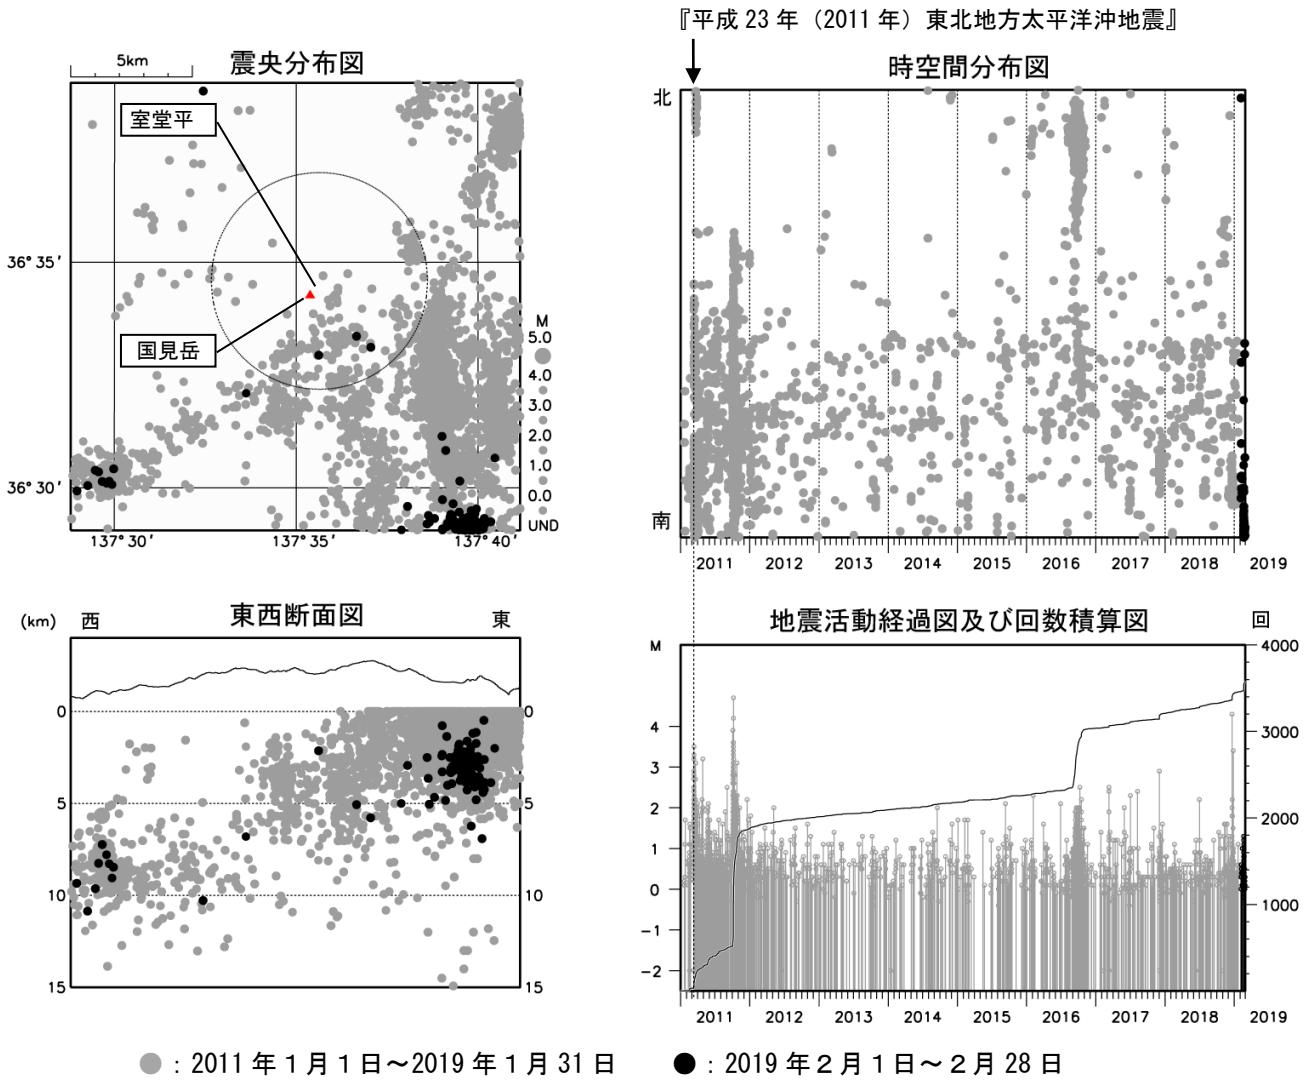 『平成 23 年（2011 年）東北地方太平洋沖地震』
5km
震央分布図
室堂平
国見岳
36° 35′
36° 30′
137° 30′
137° 35′
137° 40′
M
5.0
4.0
3.0
2.0
1.0
0.0
UND
時空間分布図
北
南
2011
2012
2013
2014
2015
2016
2017
2018
2019
(km)
西
東西断面図
東
0
5
10
15
0
5
10
15
地震活動経過図及び回数積算図
M
4
3
2
1
0
-1
-2
回
4000
3000
2000
1000
2011
2012
2013
2014
2015
2016
2017
2018
2019
：2011 年１月１日～2019 年１月 31 日
：2019 年２月１日～２月 28 日